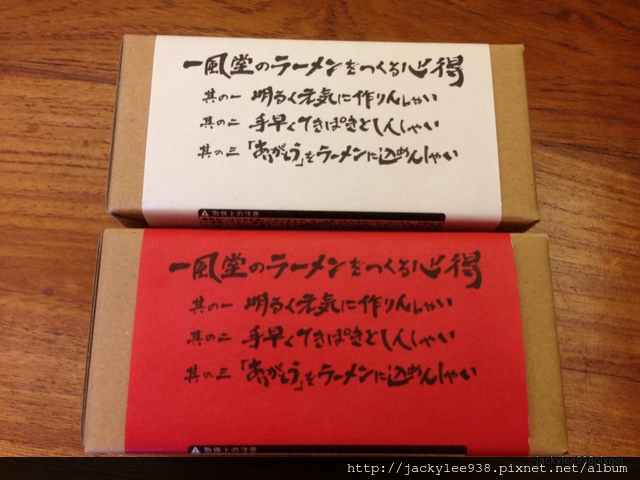 一風堂のラーメンをつくる心得
其の一 明るく元気に作りんしゃい
其の二 手早くてきぱきとしんしゃい
其の三 「ありがとう」をラーメンに込めんしゃい
取扱上の注意
一風堂のラーメンをつくる心得
其の一 明るく元気に作りんしゃい
其の二 手早くてきぱきとしんしゃい
其の三 「ありがとう」をラーメンに込めんしゃい
取扱上の注意
jackylee938.pixnet
http://jackylee938.pixnet.net/album